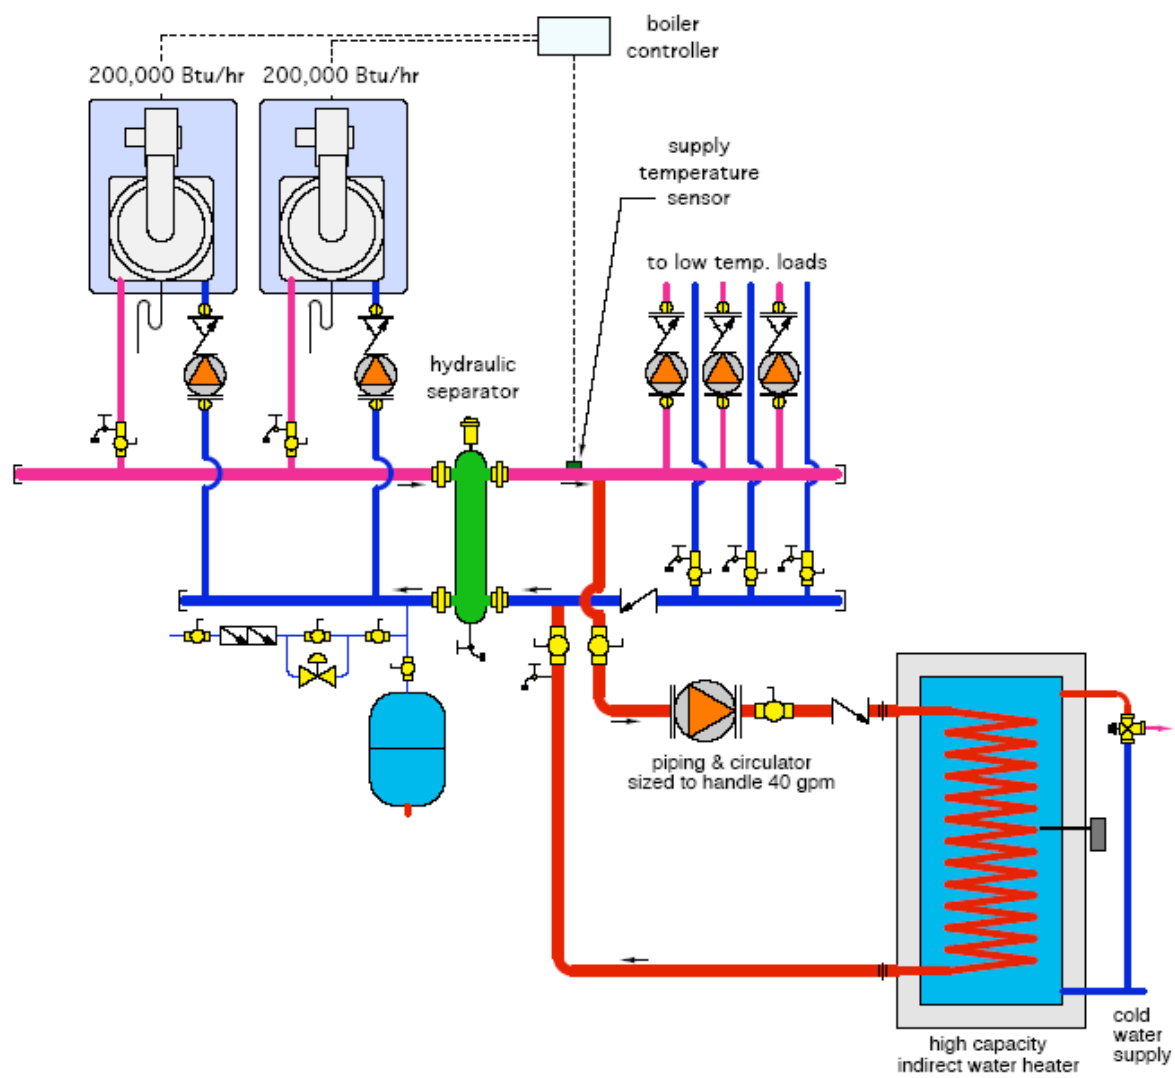 boiler
controller
200,000 Btu/hr
200,000 Btu/hr
supply
temperature
sensor
to low temp. loads
hydraulic
separator
piping & circulator
sized to handle 40 gpm
cold
water
supply
high capacity
indirect water heater